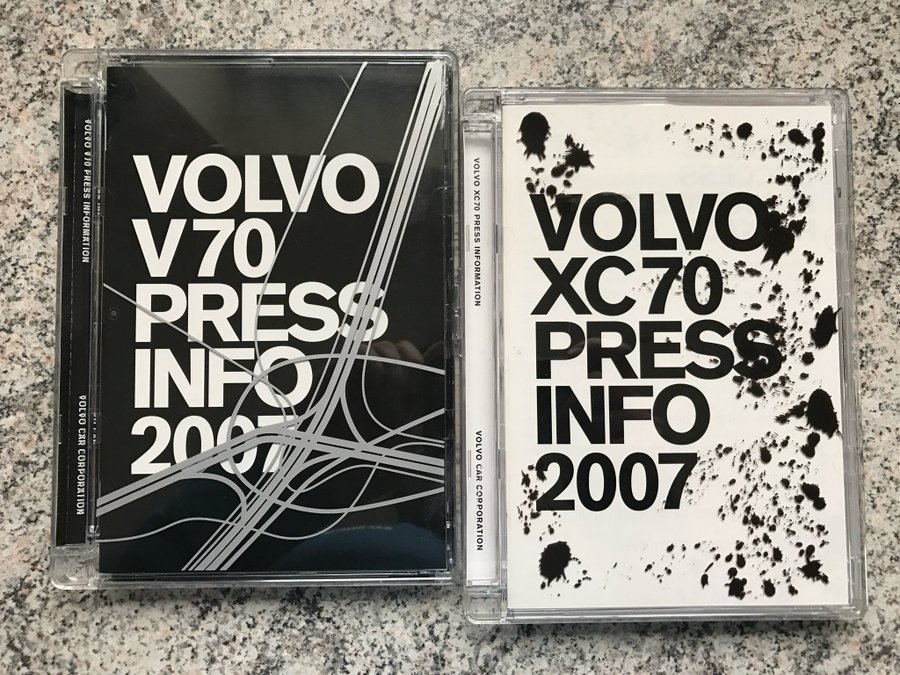 VOLVO V70 PRESS INFORMATION
VOLVO CAR CORPORATION
VOLVO
V70
PRESS
INFO
2007
VOLVO XC70 PRESS INFORMATION
VOLVO CAR CORPORATION
VOLVO
XC70
PRESS
INFO
2007